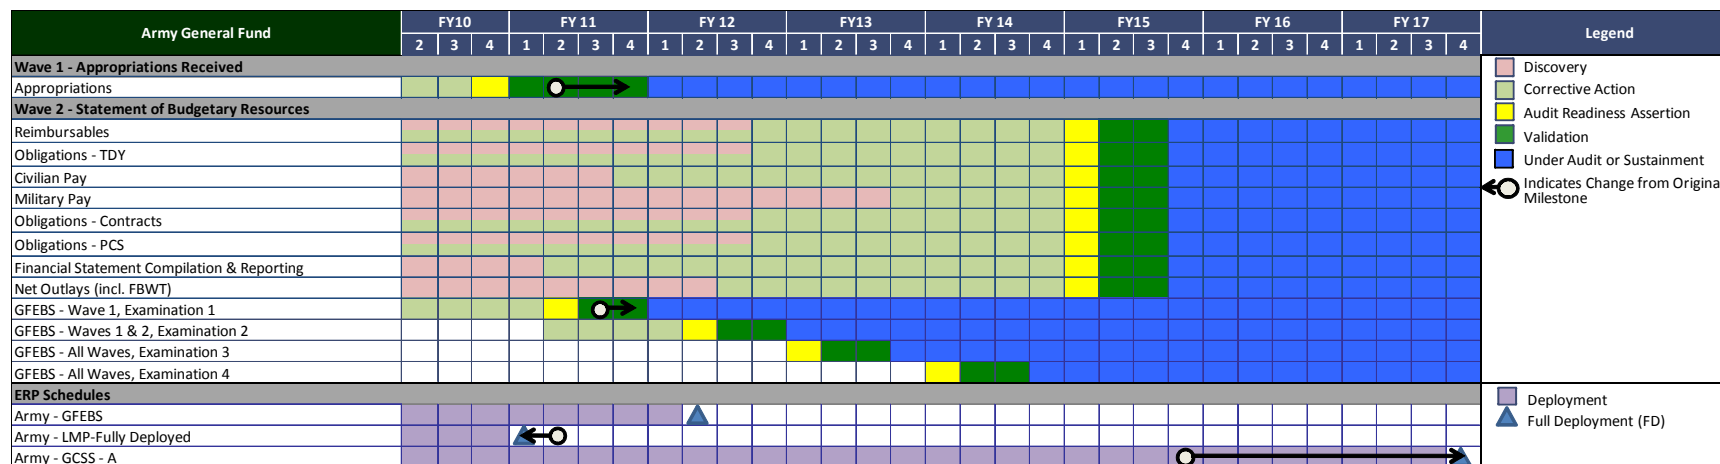 Army General Fund
FY10 FY 11 FY 12 FY13 FY 14 FY15 FY 16 FY 17
Legend
2 3 4 1 2 3 4 1 2 3 4 1 2 3 4 1 2 3 4 1 2 3 4 1 2 3 4 1 2 3 4
Wave 1 - Appropriations Received
Appropriations
Wave 2 - Statement of Budgetary Resources
Reimbursables
Obligations - TDY
Civilian Pay
Military Pay
Obligations - Contracts
Obligations - PCS
Financial Statement Compilation & Reporting
Net Outlays (incl. FBWT)
GFEBS - Wave 1, Examination 1
GFEBS - Waves 1 & 2, Examination 2
GFEBS - All Waves, Examination 3
GFEBS - All Waves, Examination 4
ERP Schedules
Army - GFEBS
Army - LMP-Fully Deployed
Army - GCSS - A
Discovery
Corrective Action
Audit Readiness Assertion
Validation
Under Audit or Sustainment
Indicates Change from Origina
Milestone
Deployment
Full Deployment (FD)